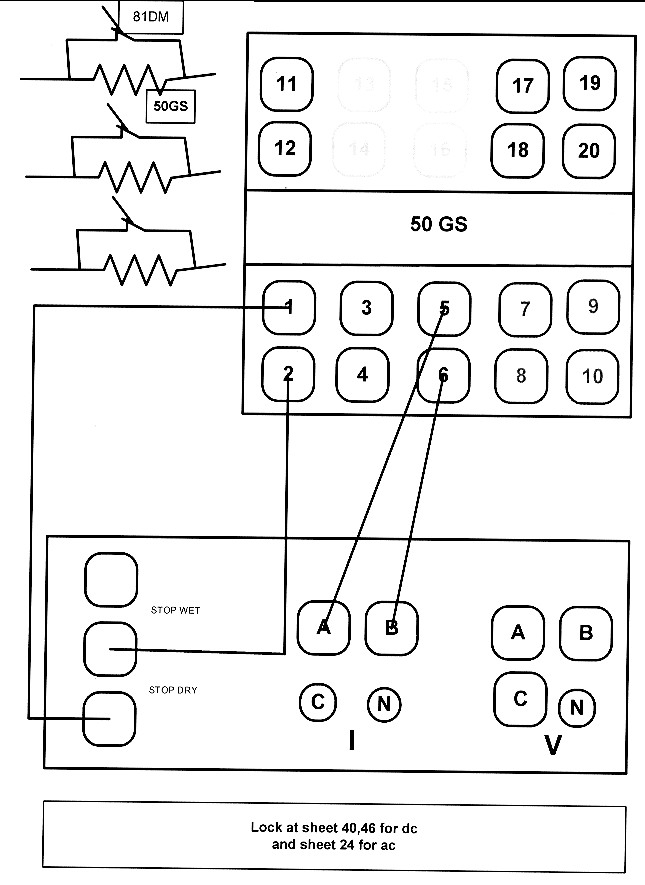 81DM
50GS
11 13 15 17 19
12 14 16 18 20
50 GS
1 3 5 7 9
2 4 6 8 10
STOP WET
A B A B
STOP DRY
C N C N
I V
Lock at sheet 40,46 for dc
and sheet 24 for ac